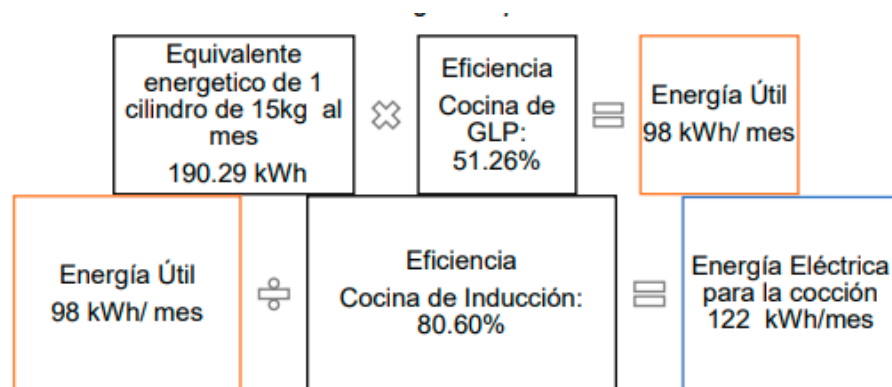 Equivalente
energetico de 1
cilindro de 15kg al
mes
190.29 kWh
Eficiencia
Cocina de
GLP:
51.26%
Energía Útil
98 kWh/ mes
Energía Útil
98 kWh/ mes
Eficiencia
Cocina de Inducción:
80.60%
Energía Eléctrica
para la cocción
122 kWh/mes